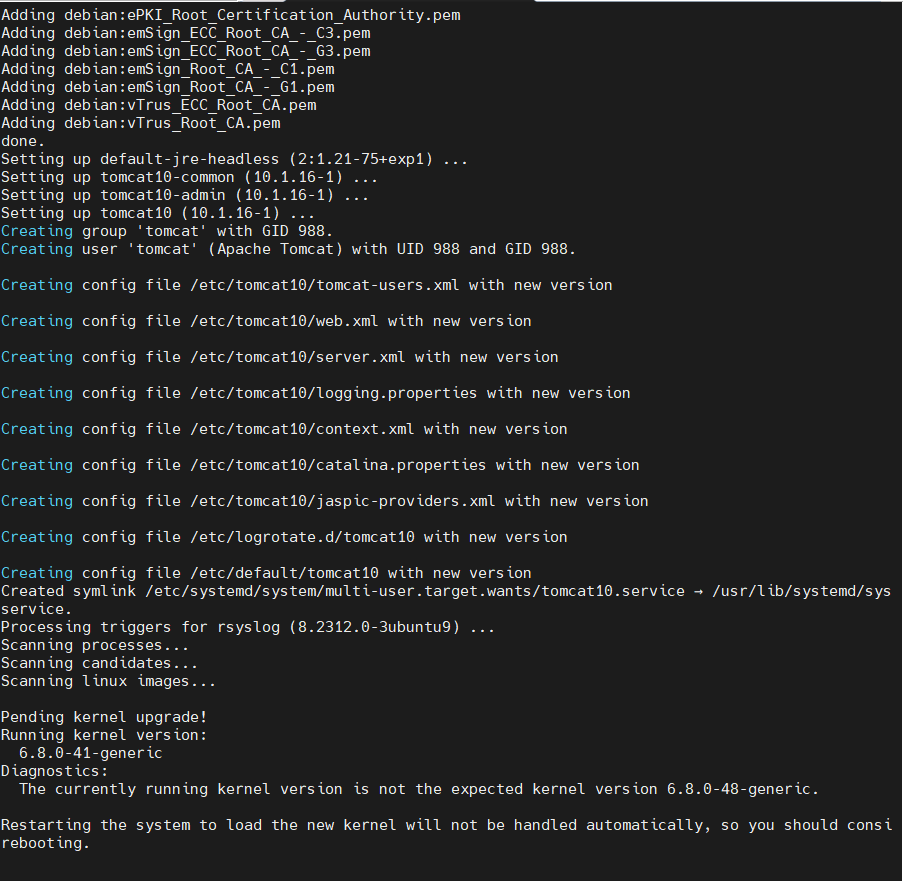 Adding debian:ePKI_Root_Certification_Authority.pem
Adding debian:emSign_ECC_Root_CA_-_C3.pem
Adding debian:emSign_ECC_Root_CA_-_G3.pem
Adding debian:emSign_Root_CA_-_C1.pem
Adding debian:emSign_Root_CA_-_G1.pem
Adding debian:vTrus_ECC_Root_CA.pem
Adding debian:vTrus_Root_CA.pem
done.
Setting up default-jre-headless (2:1.21-75+exp1) ...
Setting up tomcat10-common (10.1.16-1) ...
Setting up tomcat10-admin (10.1.16-1) ...
Setting up tomcat10 (10.1.16-1) ...
Creating group 'tomcat' with GID 988.
Creating user 'tomcat' (Apache Tomcat) with UID 988 and GID 988.
Creating config file /etc/tomcat10/tomcat-users.xml with new version
Creating config file /etc/tomcat10/web.xml with new version
Creating config file /etc/tomcat10/server.xml with new version
Creating config file /etc/tomcat10/logging.properties with new version
Creating config file /etc/tomcat10/context.xml with new version
Creating config file /etc/tomcat10/catalina.properties with new version
Creating config file /etc/tomcat10/jaspic-providers.xml with new version
Creating config file /etc/logrotate.d/tomcat10 with new version
Creating config file /etc/default/tomcat10 with new version
Created symlink /etc/systemd/system/multi-user.target.wants/tomcat10.service → /usr/lib/systemd/sys
service.
Processing triggers for rsyslog (8.2312.0-3ubuntu9) ...
Scanning processes...
Scanning candidates...
Scanning linux images...
Pending kernel upgrade!
Running kernel version:
6.8.0-41-generic
Diagnostics:
The currently running kernel version is not the expected kernel version 6.8.0-48-generic.
Restarting the system to load the new kernel will not be handled automatically, so you should consi
rebooting.